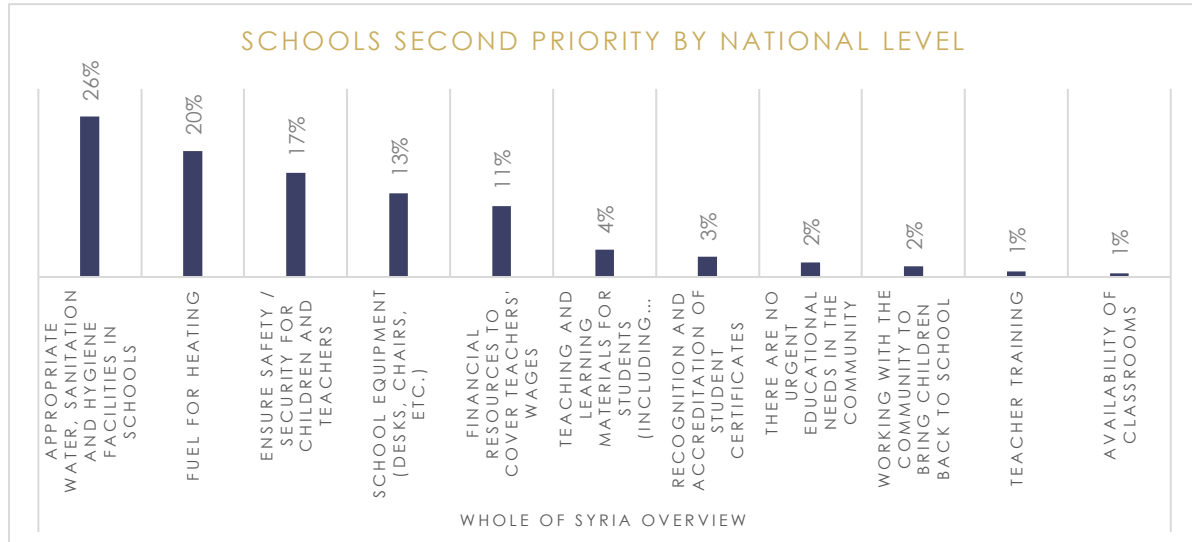 SCHOOLS SECOND PRIORITY BY NATIONAL LEVEL
26%
20%
17%
13%
11%
4%
3%
2%
2%
1%
1%
APPROPRIATE
WATER, SANITATION
AND HYGIENE
FACILITIES IN
SCHOOLS
FUEL FOR HEATING
ENSURE SAFETY /
SECURITY FOR
CHILDREN AND
TEACHERS
SCHOOL EQUIPMENT
(DESKS, CHAIRS,
ETC.)
FINANCIAL
RESOURCES TO
COVER TEACHERS'
WAGES
TEACHING AND
LEARNING
MATERIALS FOR
STUDENTS
(INCLUDING...
RECOGNITION AND
ACCREDITATION OF
STUDENT
CERTIFICATES
THERE ARE NO
URGENT
EDUCATIONAL
NEEDS IN THE
COMMUNITY
WORKING WITH THE
COMMUNITY TO
BRING CHILDREN
BACK TO SCHOOL
TEACHER TRAINING
AVAILABILITY OF
CLASSROOMS
WHOLE OF SYRIA OVERVIEW